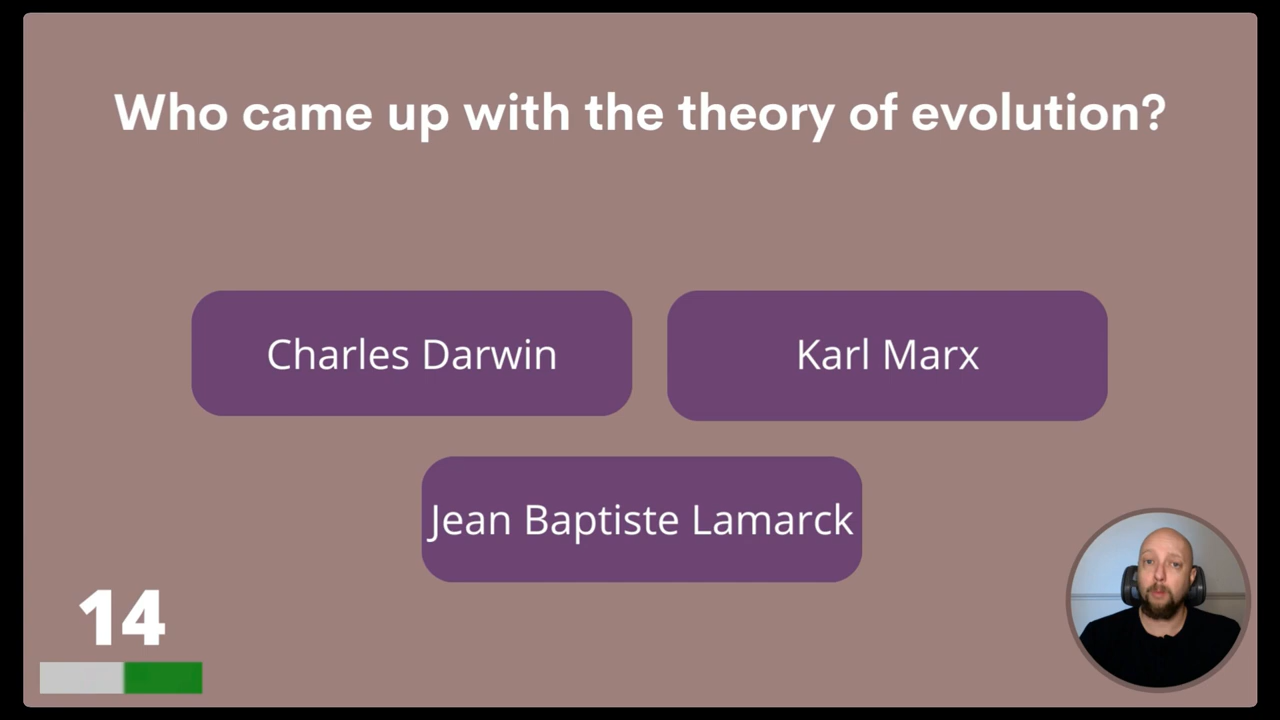 Who came up with the theory of evolution?
Charles Darwin
Karl Marx
Jean Baptiste Lamarck
14